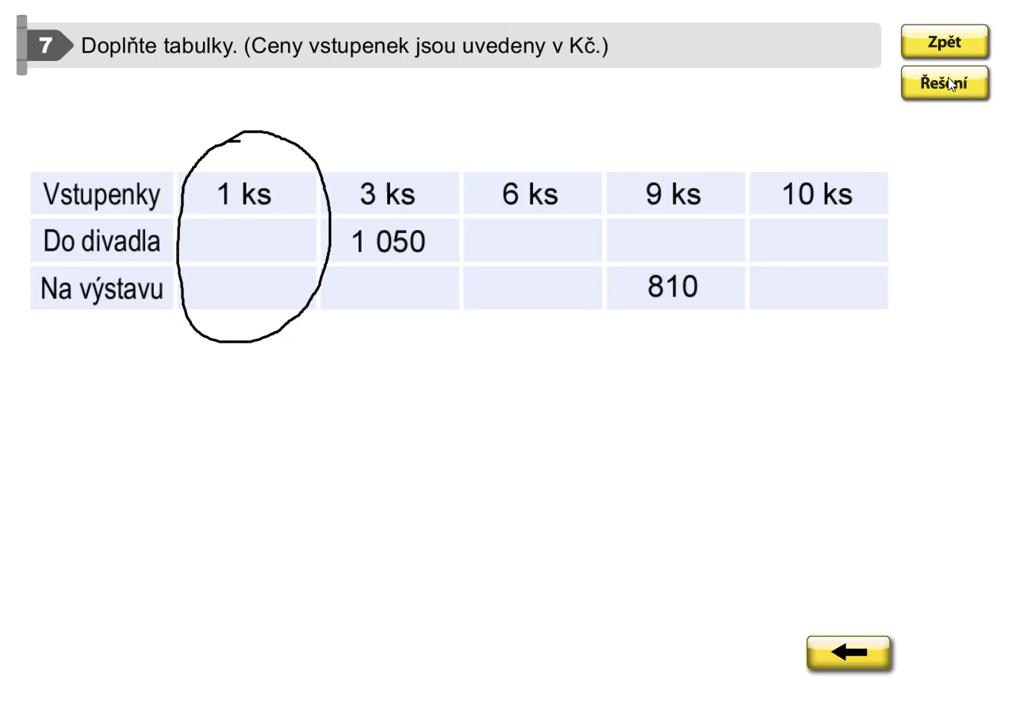 7 Doplňte tabulky. (Ceny vstupenek jsou uvedeny v Kč.)
Zpět
Řešení
Vstupenky 1 ks 3 ks 6 ks 9 ks 10 ks
Do divadla 1 050
Na výstavu 810